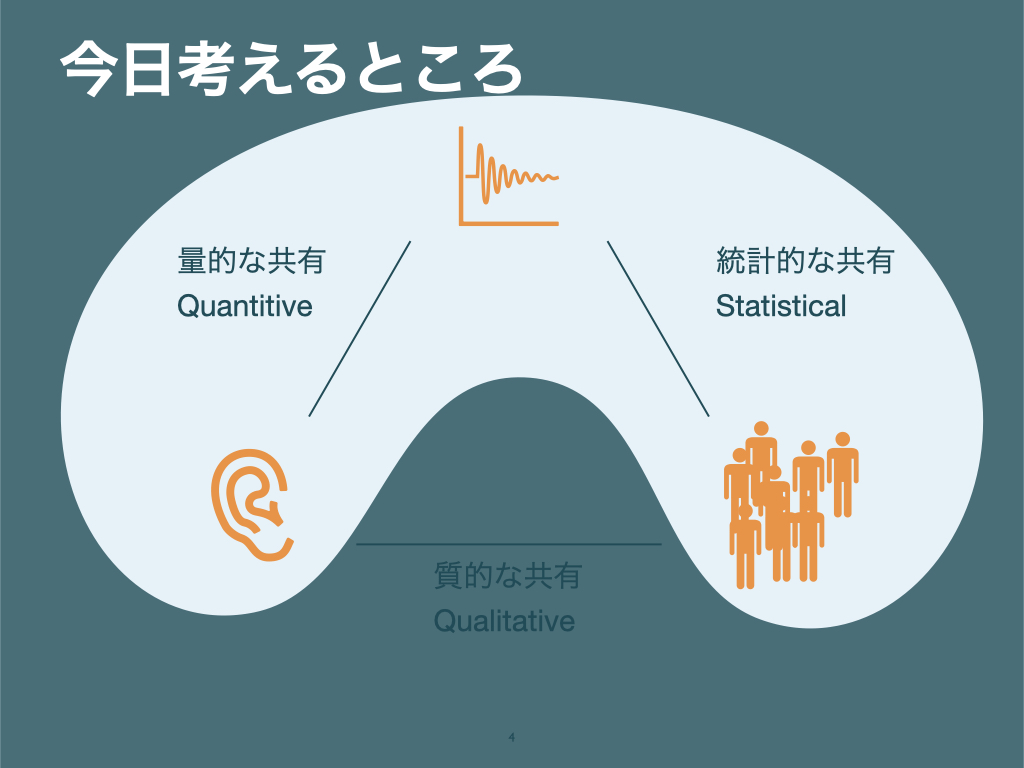 今日考えるところ
量的な共有
Quantitive
統計的な共有
Statistical
質的な共有
Qualitative
4